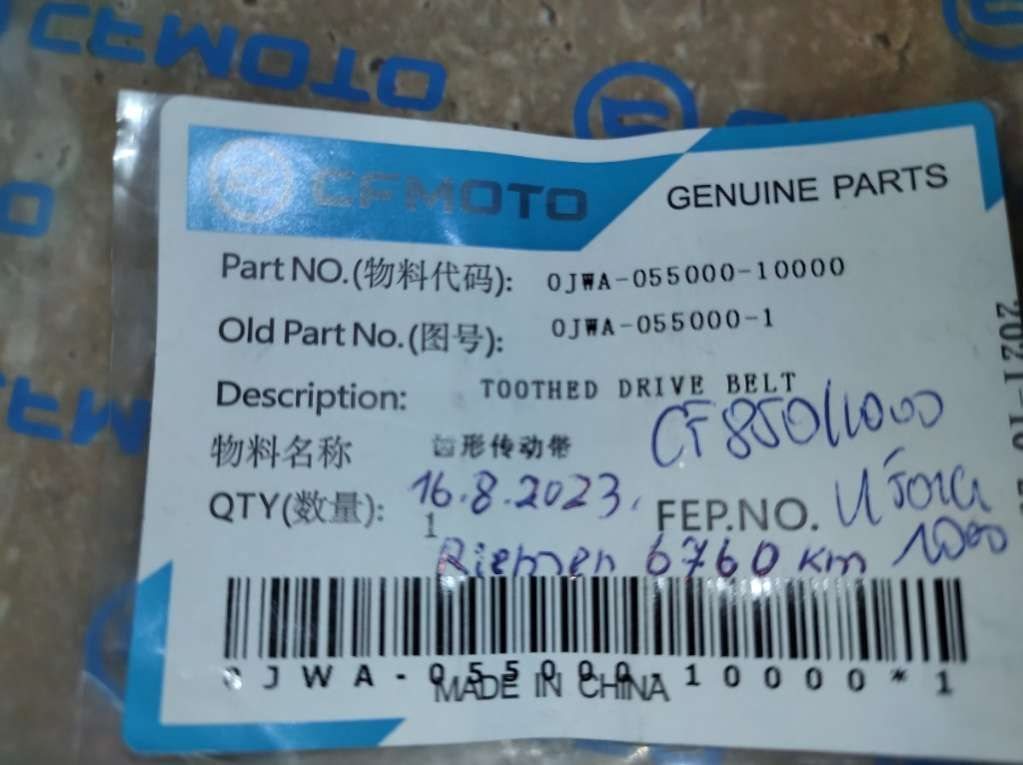 CFMOTO
CFMOTO
GENUINE PARTS
Part NO.(物料代码): 0JWA-055000-10000
Old Part No.(图号): 0JWA-055000-1
Description: TOOTHED DRIVE BELT
CF 850/1000
物料名称 齿形传动带
QTY(数量): 1
16.8.2023.
FEP.NO.
1000
Riemen 6760 km
0JWA-055000-10000*1
MADE IN CHINA